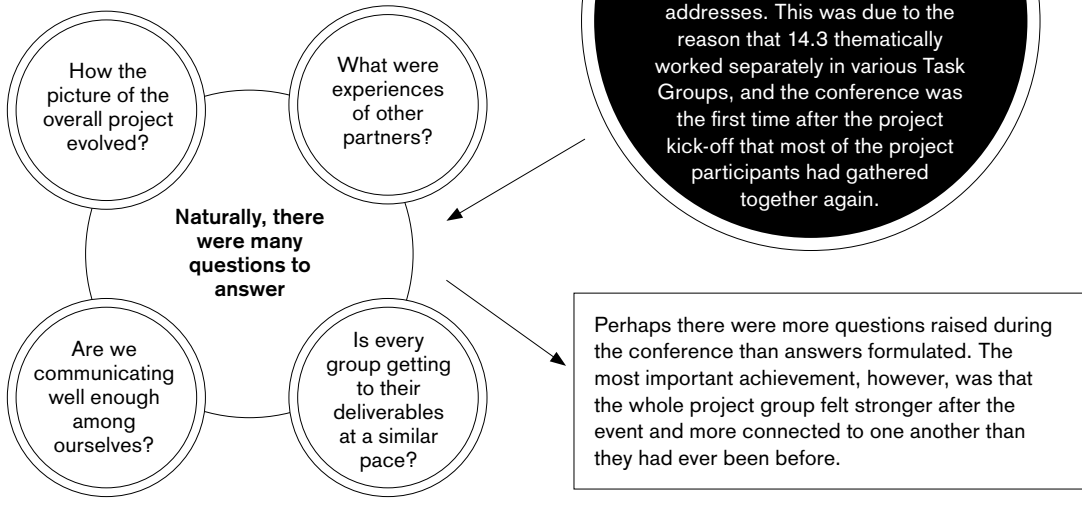 addresses. This was due to the
reason that 14.3 thematically
worked separately in various Task
Groups, and the conference was
the first time after the project
kick-off that most of the project
participants had gathered
together again.
How the
picture of the
overall project
evolved?
What were
experiences
of other
partners?
Naturally, there
were many
questions to
answer
Are we
communicating
well enough
among
ourselves?
Is every
group getting
to their
deliverables
at a similar
pace?
Perhaps there were more questions raised during
the conference than answers formulated. The
most important achievement, however, was that
the whole project group felt stronger after the
event and more connected to one another than
they had ever been before.